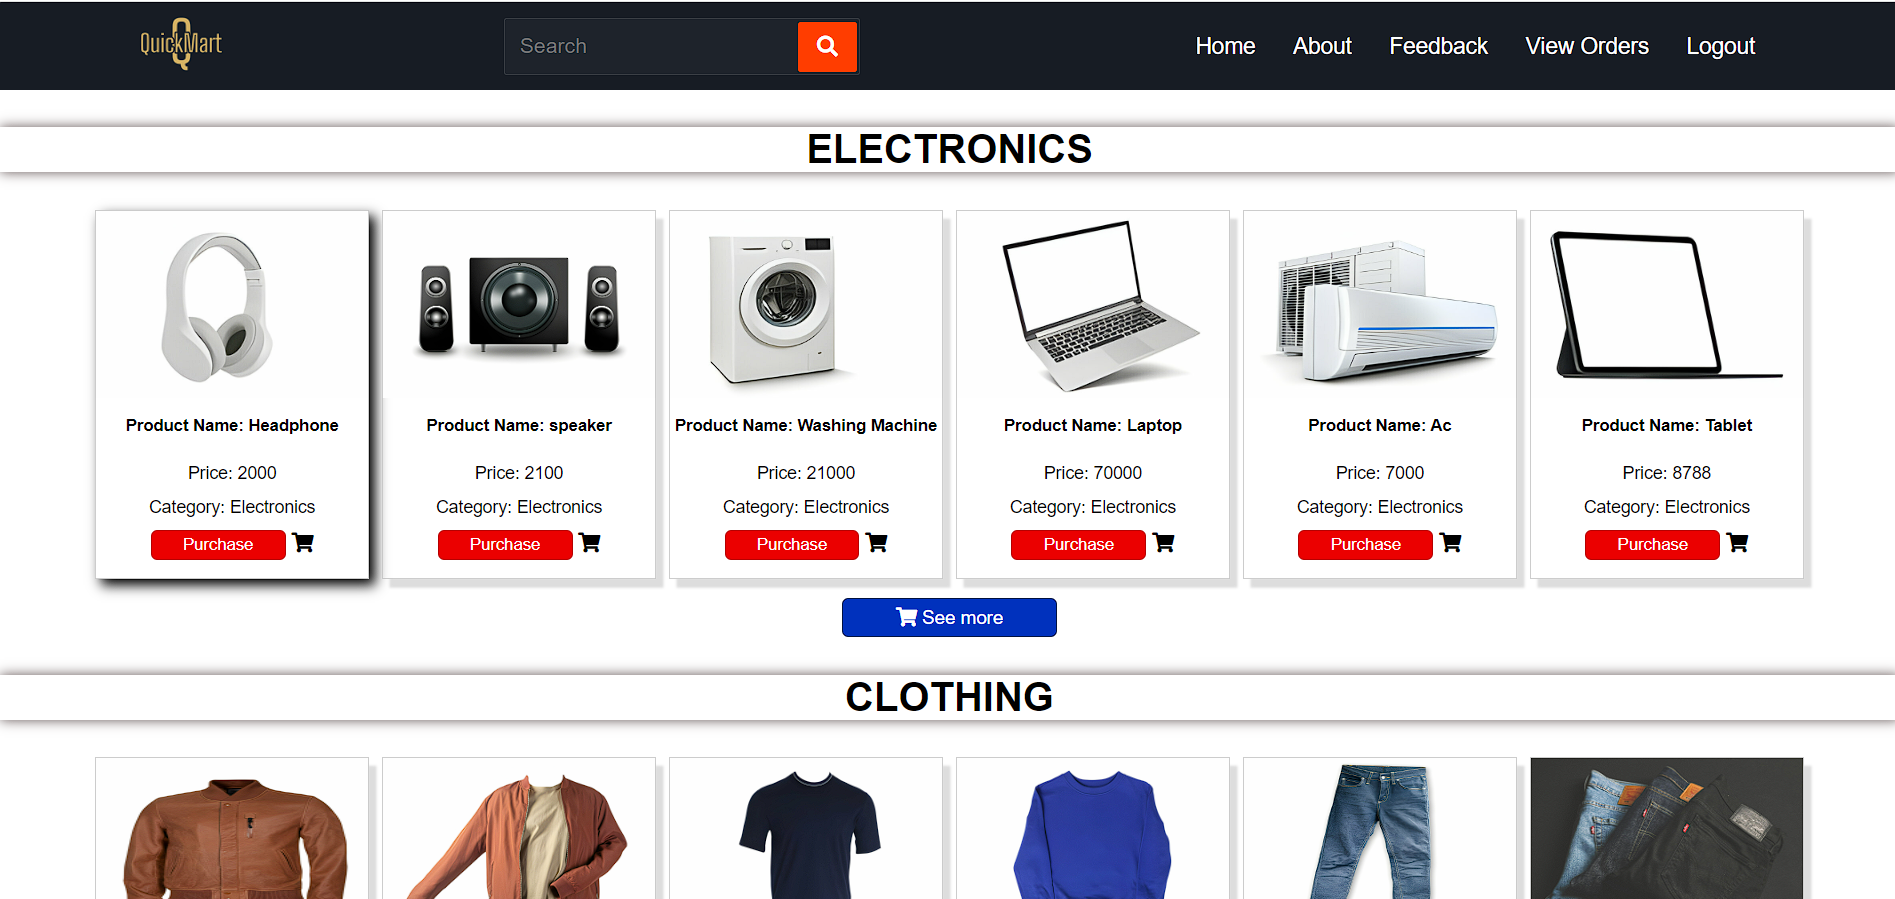 QuickMart
Search
Home
About
Feedback
View Orders
Logout
ELECTRONICS
Product Name: Headphone
Price: 2000
Category: Electronics
Purchase
Product Name: speaker
Price: 2100
Category: Electronics
Purchase
Product Name: Washing Machine
Price: 21000
Category: Electronics
Purchase
Product Name: Laptop
Price: 70000
Category: Electronics
Purchase
Product Name: Ac
Price: 7000
Category: Electronics
Purchase
Product Name: Tablet
Price: 8788
Category: Electronics
Purchase
See more
CLOTHING